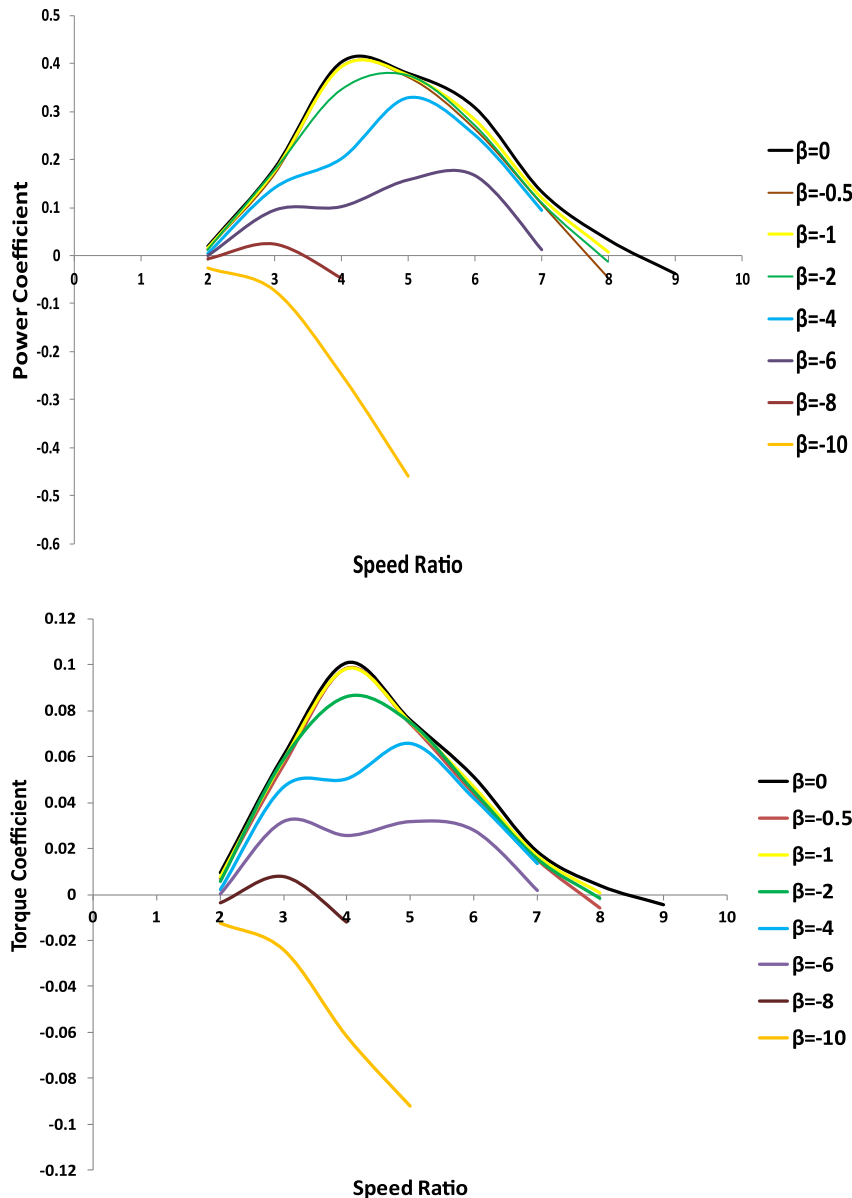 0.5
0.4
0.3
0.2
0.1
0
-0.1
-0.2
-0.3
-0.4
-0.5
-0.6
Power Coefficient
0 1 2 3 4 5 6 7 8 9 10
Speed Ratio
β=0
β=-0.5
β=-1
β=-2
β=-4
β=-6
β=-8
β=-10
0.12
0.1
0.08
0.06
0.04
0.02
0
-0.02
-0.04
-0.06
-0.08
-0.1
-0.12
Torque Coefficient
0 1 2 3 4 5 6 7 8 9 10
Speed Ratio
β=0
β=-0.5
β=-1
β=-2
β=-4
β=-6
β=-8
β=-10